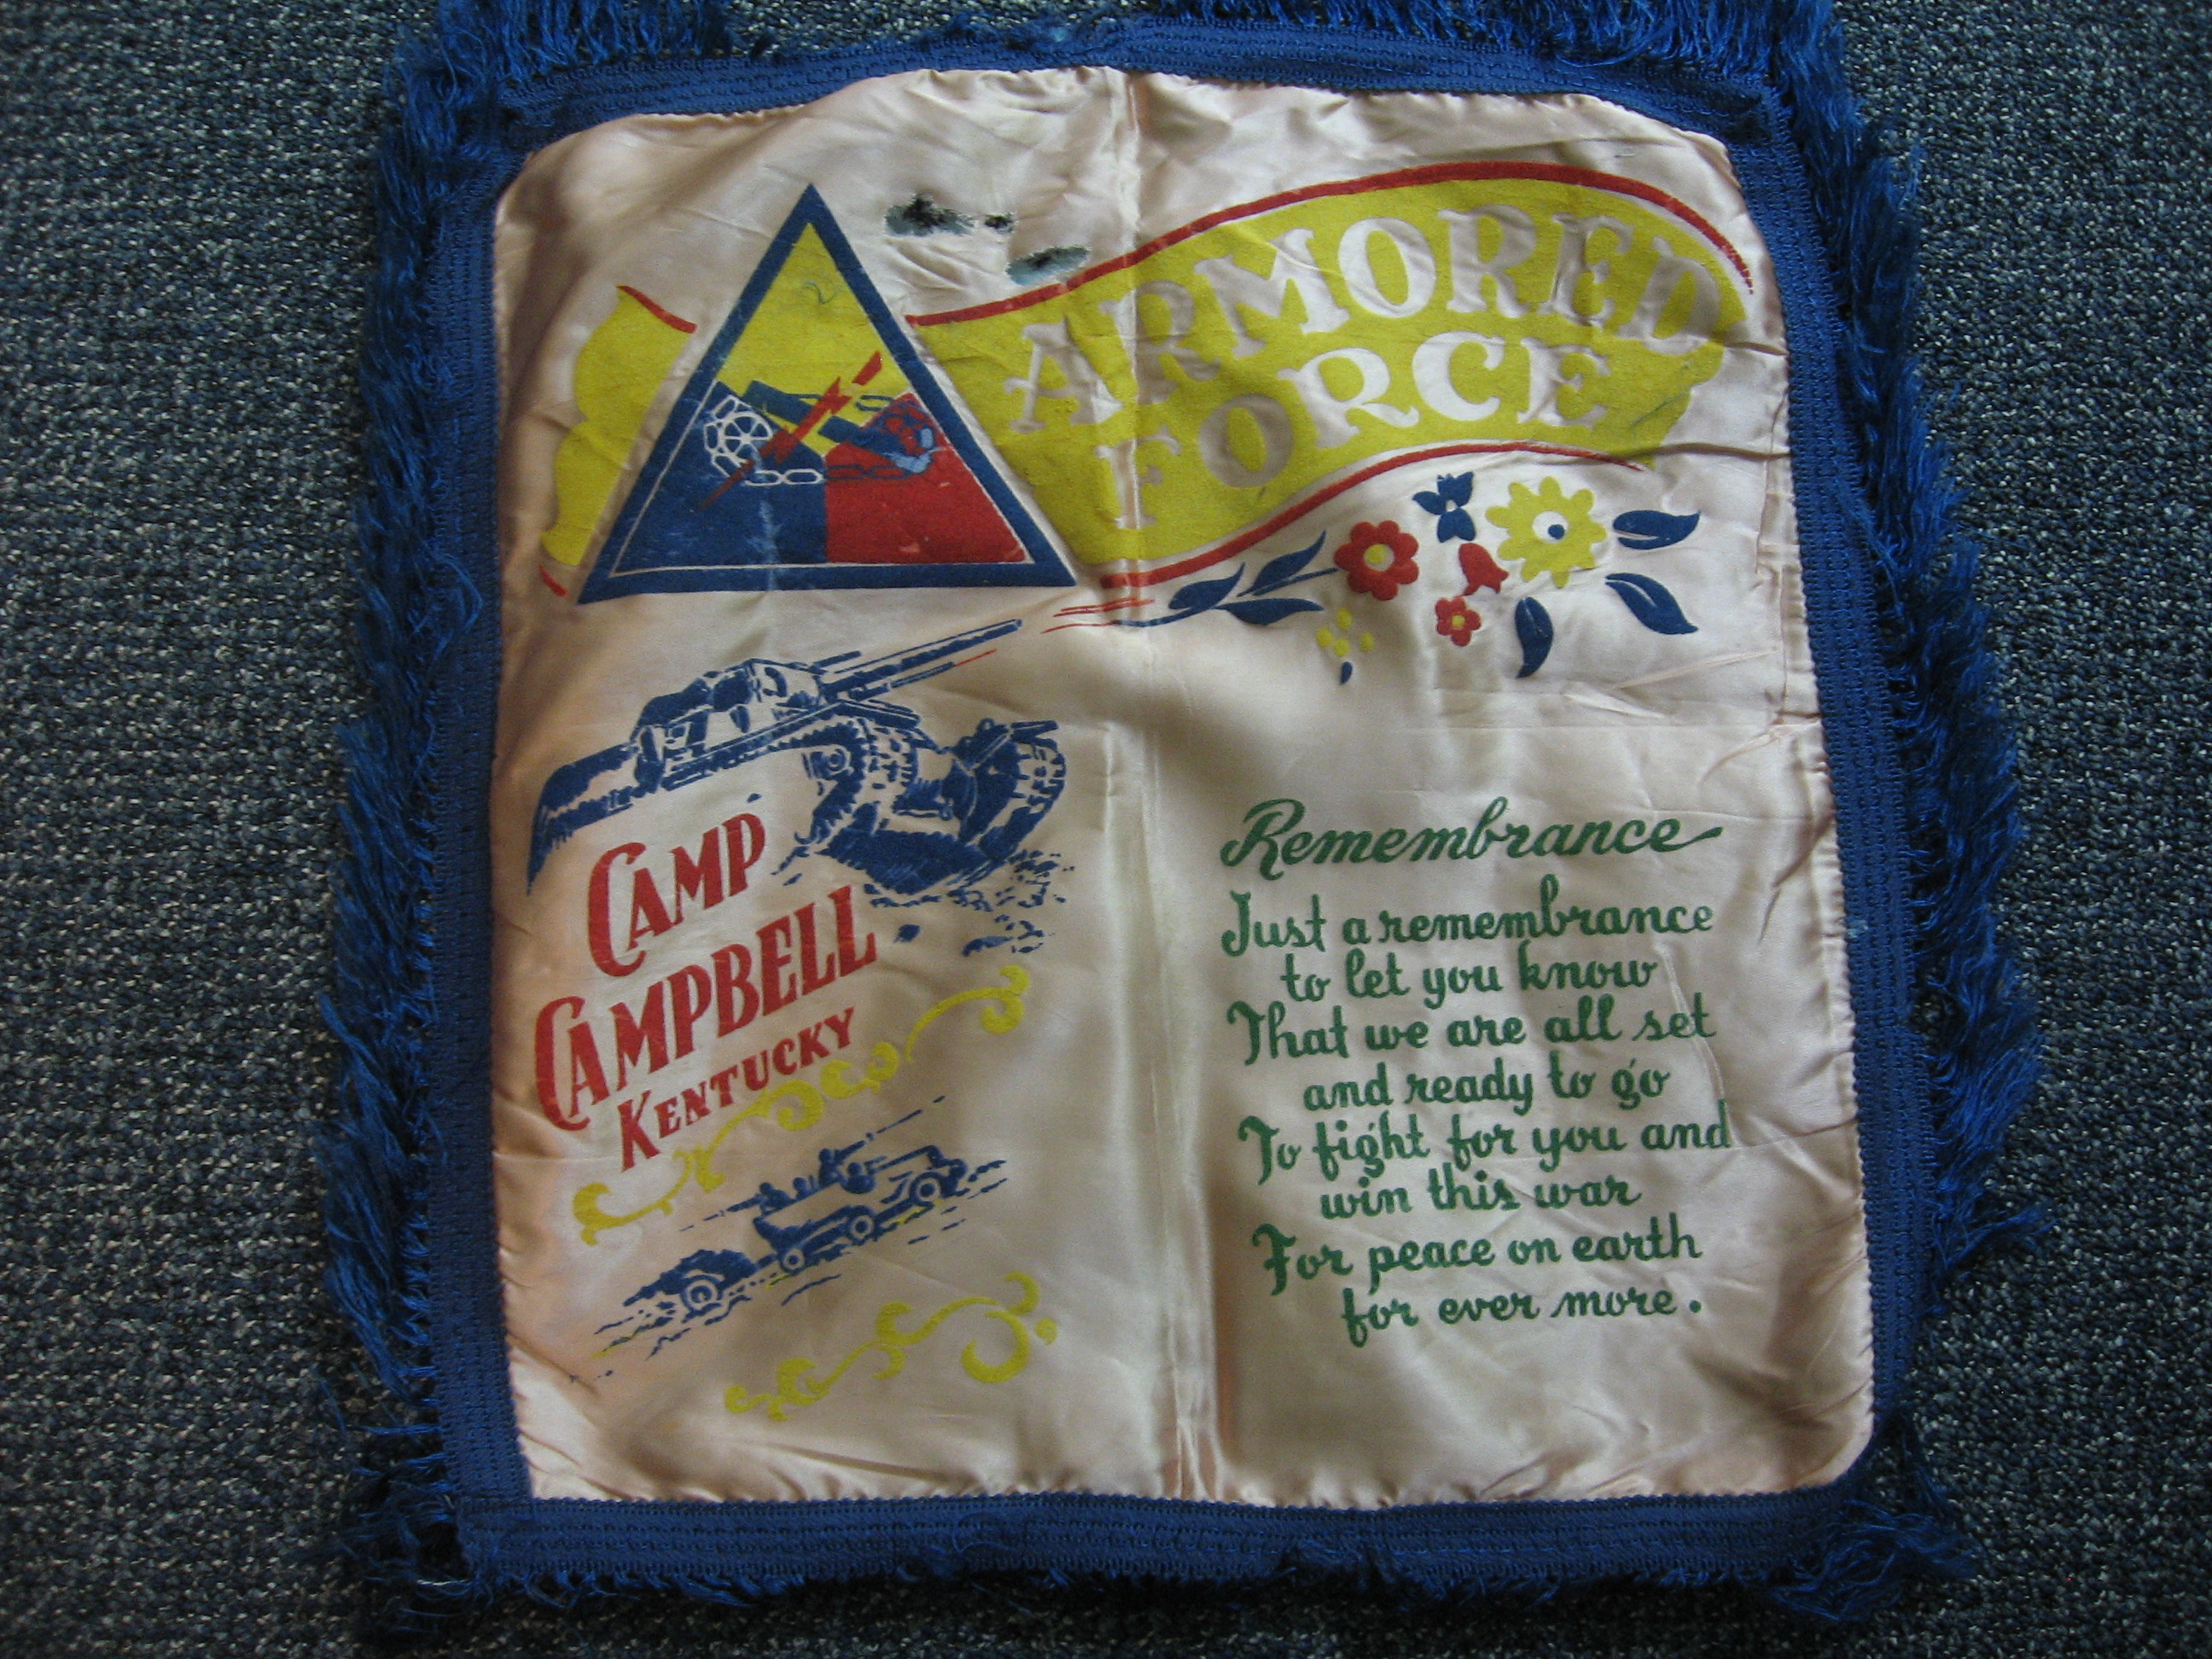 ARMORED
FORCE
CAMP
CAMPBELL
KENTUCKY
Remembrance
Just a remembrance
to let you know
That we are all set
and ready to go
To fight for you and
win this war
For peace on earth
for ever more.